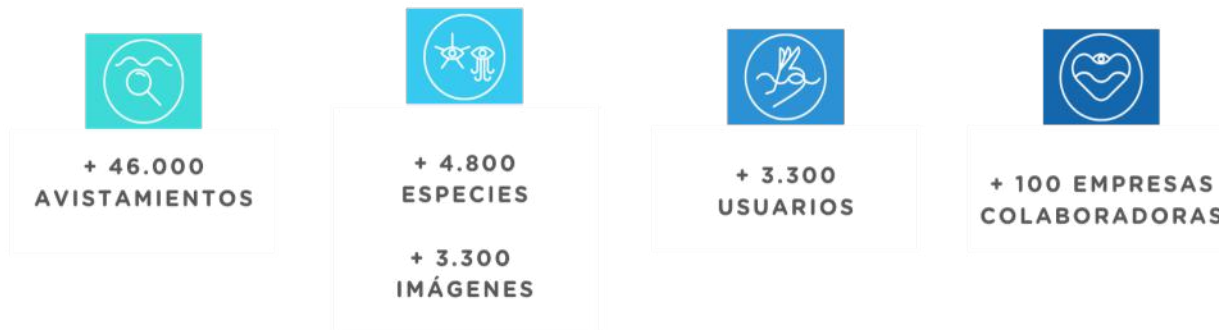 + 46.000
AVISTAMIENTOS
+ 4.800
ESPECIES
+ 3.300
IMÁGENES
+ 3.300
USUARIOS
+ 100 EMPRESAS
COLABORADORAS